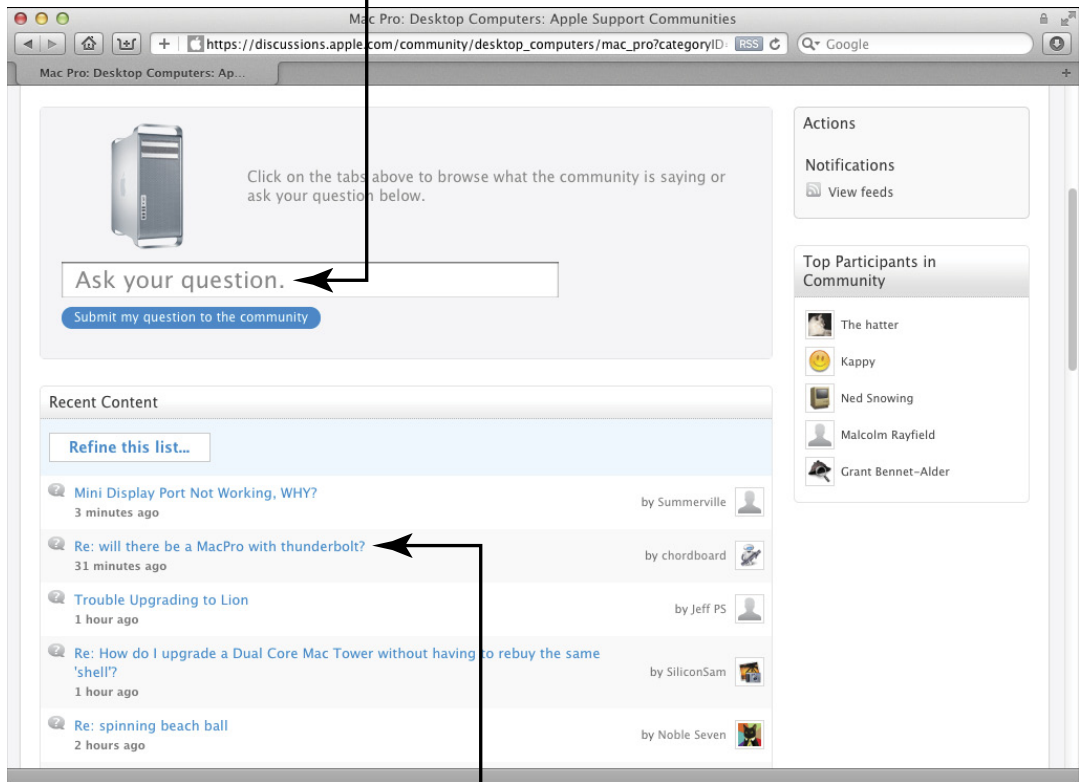 Mac Pro: Desktop Computers: Apple Support Communities
https://discussions.apple.com/community/desktop_computers/mac_pro?categoryID=
RSS
Google
Mac Pro: Desktop Computers: Ap...
Click on the tabs above to browse what the community is saying or
ask your question below.
Ask your question.
Submit my question to the community
Actions
Notifications
View feeds
Top Participants in
Community
The hatter
Kappy
Ned Snowing
Malcolm Rayfield
Grant Bennet-Alder
Recent Content
Refine this list...
Mini Display Port Not Working, WHY?
3 minutes ago
by Summerville
Re: will there be a MacPro with thunderbolt?
31 minutes ago
by chordboard
Trouble Upgrading to Lion
1 hour ago
by Jeff PS
Re: How do I upgrade a Dual Core Mac Tower without having to rebuy the same
'shell'?
1 hour ago
by SiliconSam
Re: spinning beach ball
2 hours ago
by Noble Seven